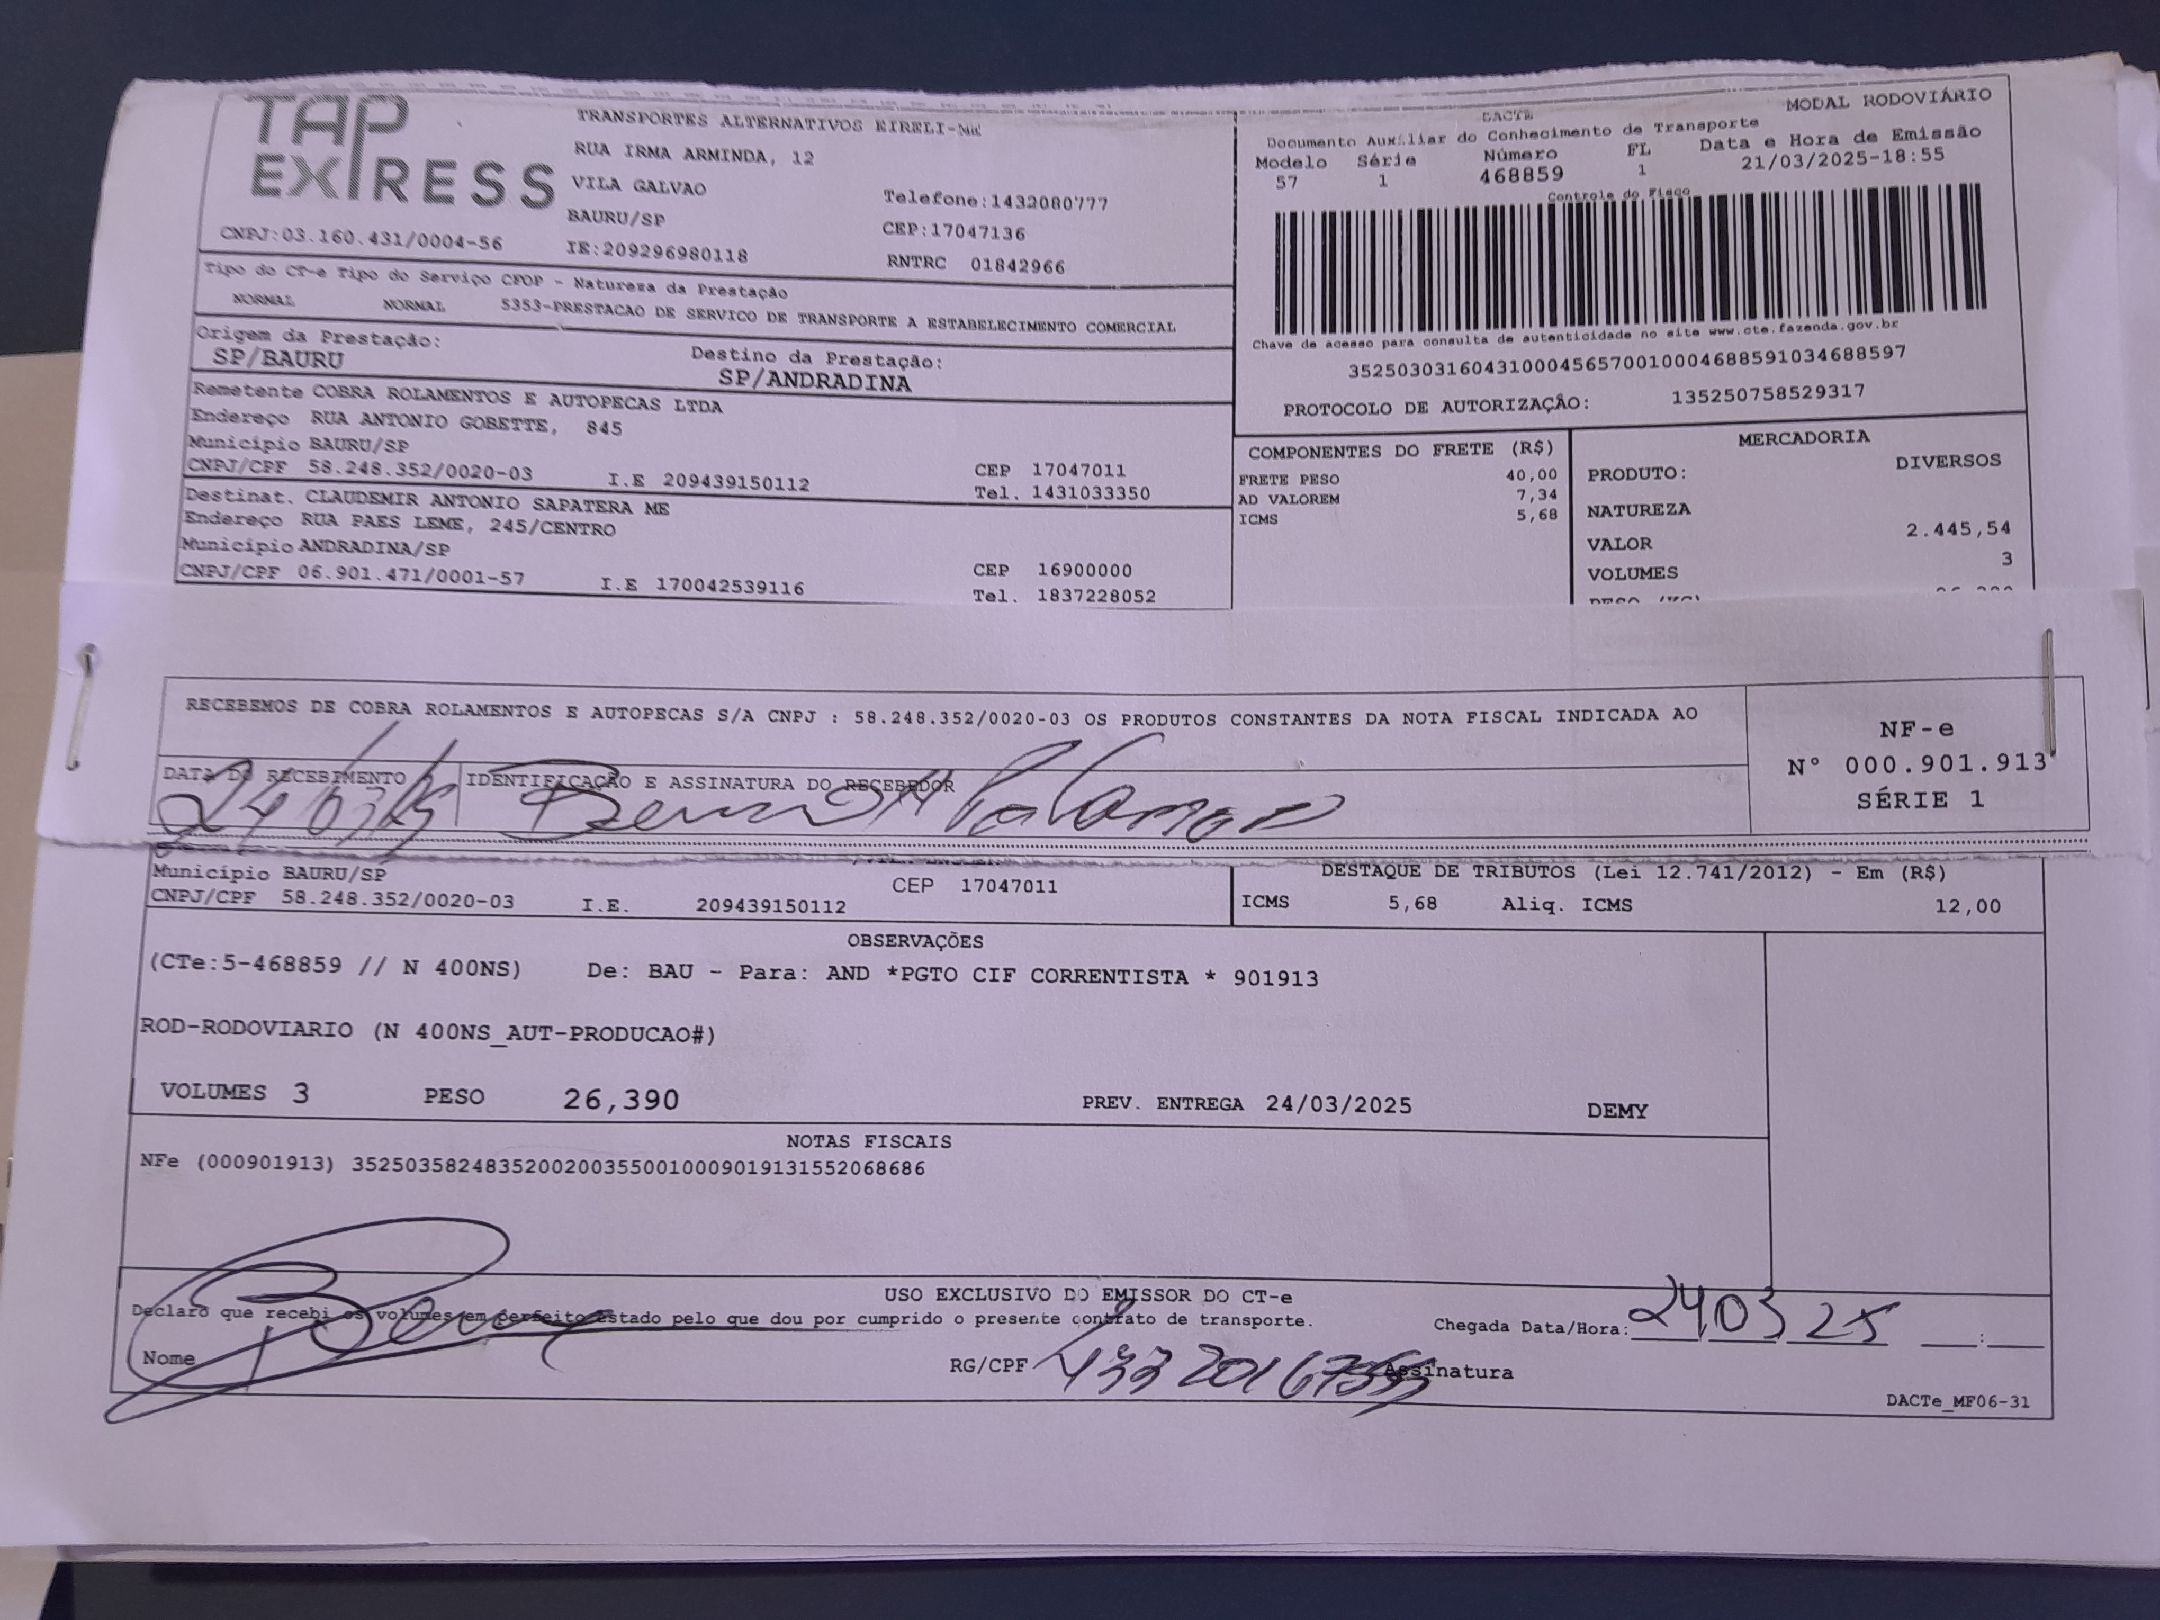 TAP
EXPRESS
TRANSPORTES ALTERNATIVOS EIRELI-ME
RUA IRMA ARMINDA, 12
VILA GALVAO
Telefone:1432080777
BAURU/SP
CEP:17047136
CNPJ:03.160.431/0004-56
IE:209296980118
RNTRC 01842966
DACTE
MODAL RODOVIÁRIO
Documento Auxiliar do Conhecimento de Transporte
Modelo Série Número FL Data e Hora de Emissão
57 1 468859 1 21/03/2025-18:55
Controle do Fisco
Chave de acesso para consulta de autenticidade no site www.cte.fazenda.gov.br
35250303160431000456570010004688591034688597
PROTOCOLO DE AUTORIZAÇÃO: 135250758529317
Tipo do CT-e Tipo do Serviço CFOP - Natureza da Prestação
NORMAL NORMAL 5353-PRESTACAO DE SERVICO DE TRANSPORTE A ESTABELECIMENTO COMERCIAL
Origem da Prestação: Destino da Prestação:
SP/BAURU SP/ANDRADINA
Remetente COBRA ROLAMENTOS E AUTOPECAS LTDA
Endereço RUA ANTONIO GOBETTE, 845
Município BAURU/SP
CEP 17047011
CNPJ/CPF 58.248.352/0020-03 I.E 209439150112 Tel. 1431033350
Destinat. CLAUDEMIR ANTONIO SAPATERA ME
Endereço RUA PAES LEME, 245/CENTRO
Município ANDRADINA/SP
CEP 16900000
CNPJ/CPF 06.901.471/0001-57 I.E 170042539116 Tel. 1837228052
COMPONENTES DO FRETE (R$)
FRETE PESO 40,00
AD VALOREM 7,34
ICMS 5,68
MERCADORIA
PRODUTO: DIVERSOS
NATUREZA
VALOR 2.445,54
VOLUMES 3
RECEBEMOS DE COBRA ROLAMENTOS E AUTOPECAS S/A CNPJ : 58.248.352/0020-03 OS PRODUTOS CONSTANTES DA NOTA FISCAL INDICADA AO
DATA DO RECEBIMENTO IDENTIFICAÇÃO E ASSINATURA DO RECEBEDOR
24/03/25
NF-e
N° 000.901.913
SÉRIE 1
Município BAURU/SP
CEP 17047011
CNPJ/CPF 58.248.352/0020-03 I.E. 209439150112
DESTAQUE DE TRIBUTOS (Lei 12.741/2012) - Em (R$)
ICMS 5,68 Aliq. ICMS 12,00
OBSERVAÇÕES
(CTe:5-468859 // N 400NS) De: BAU - Para: AND *PGTO CIF CORRENTISTA * 901913
ROD-RODOVIARIO (N 400NS_AUT-PRODUCAO#)
VOLUMES 3 PESO 26,390 PREV. ENTREGA 24/03/2025 DEMY
NOTAS FISCAIS
NFe (000901913) 35250358248352002003550010009019131552068686
USO EXCLUSIVO DO EMISSOR DO CT-e
Declaro que recebi os volumes em perfeito estado pelo que dou por cumprido o presente contrato de transporte.
Chegada Data/Hora: 24 03 25 __:__
Nome RG/CPF Assinatura
DACTe_MF06-31